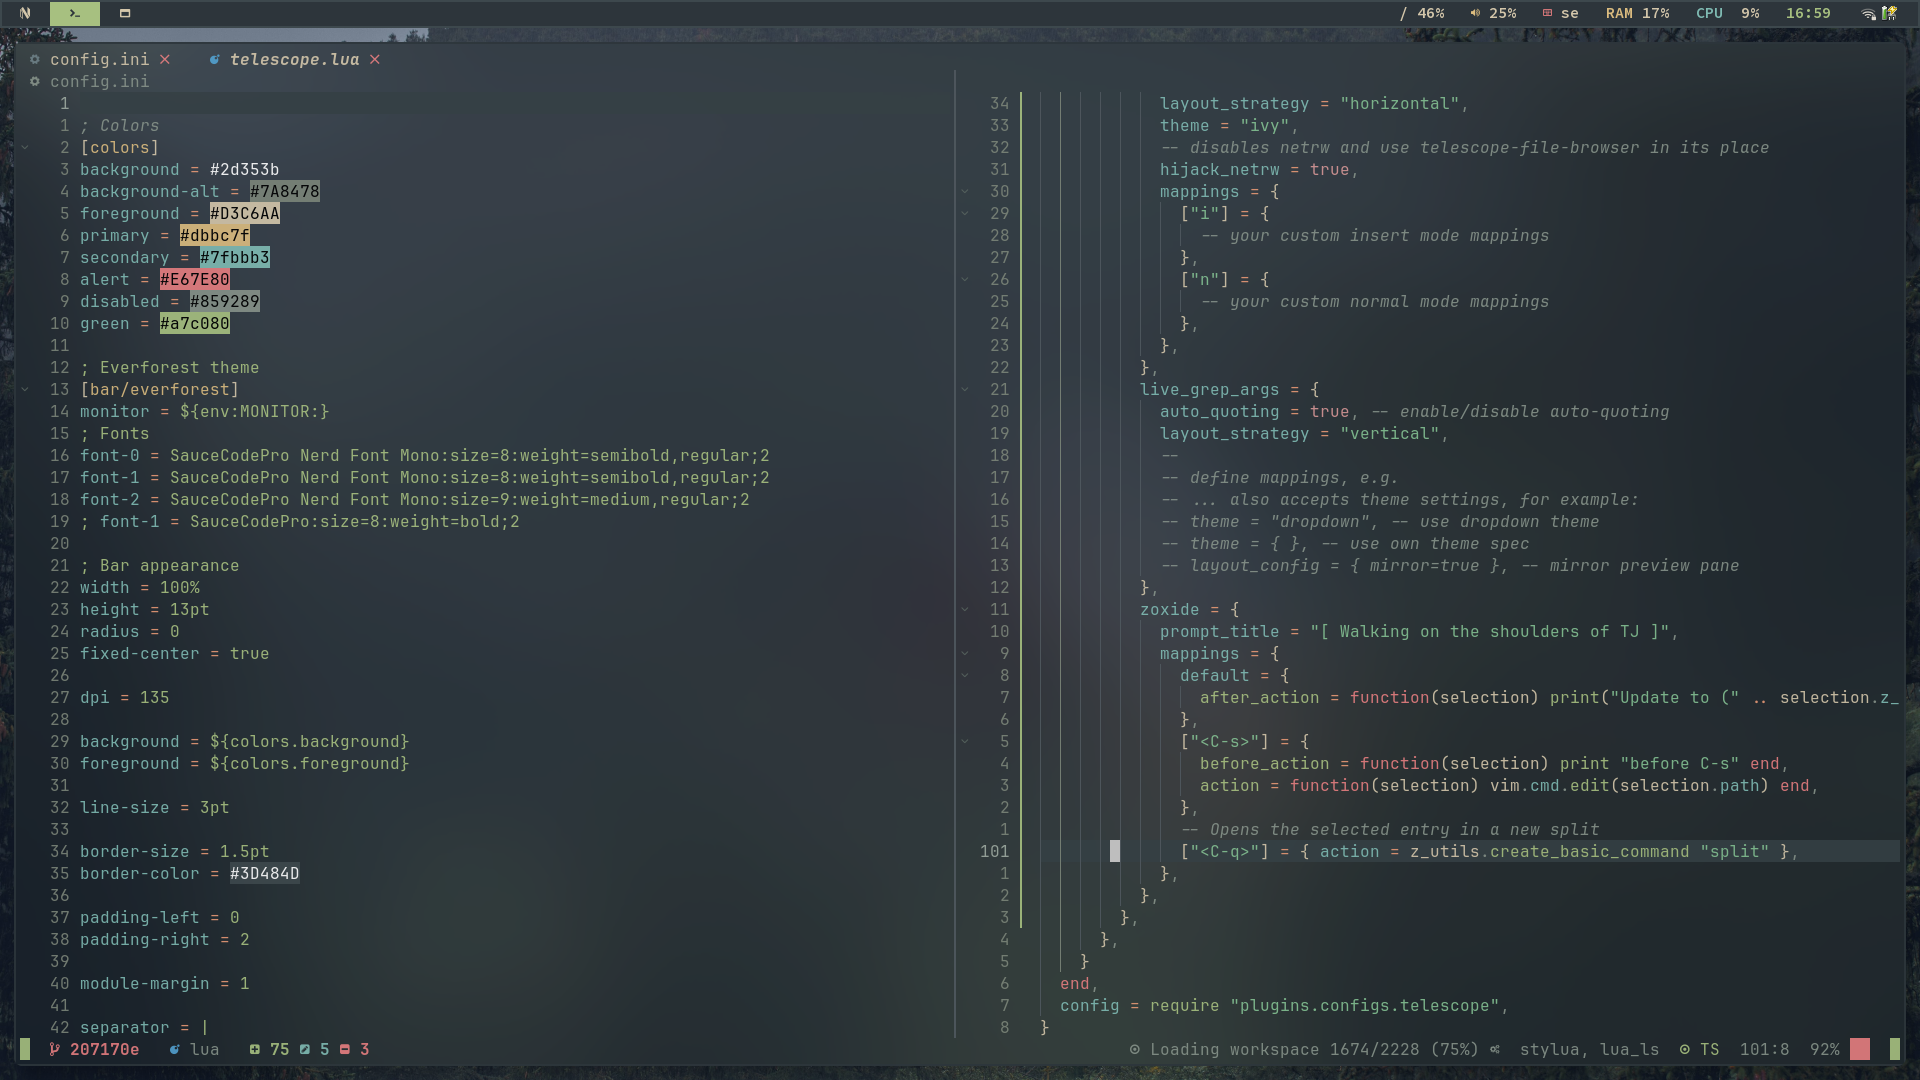 / 46% 25% se RAM 17% CPU 9% 16:59
config.ini telescope.lua
config.ini
1
1 ; Colors
2 [colors]
3 background = #2d353b
4 background-alt = #7A8478
5 foreground = #D3C6AA
6 primary = #dbbc7f
7 secondary = #7fbbb3
8 alert = #E67E80
9 disabled = #859289
10 green = #a7c080
11
12 ; Everforest theme
13 [bar/everforest]
14 monitor = ${env:MONITOR:}
15 ; Fonts
16 font-0 = SauceCodePro Nerd Font Mono:size=8:weight=semibold,regular;2
17 font-1 = SauceCodePro Nerd Font Mono:size=8:weight=semibold,regular;2
18 font-2 = SauceCodePro Nerd Font Mono:size=9:weight=medium,regular;2
19 ; font-1 = SauceCodePro:size=8:weight=bold;2
20
21 ; Bar appearance
22 width = 100%
23 height = 13pt
24 radius = 0
25 fixed-center = true
26
27 dpi = 135
28
29 background = ${colors.background}
30 foreground = ${colors.foreground}
31
32 line-size = 3pt
33
34 border-size = 1.5pt
35 border-color = #3D484D
36
37 padding-left = 0
38 padding-right = 2
39
40 module-margin = 1
41
42 separator = |
34 layout_strategy = "horizontal",
33 theme = "ivy",
32 -- disables netrw and use telescope-file-browser in its place
31 hijack_netrw = true,
30 mappings = {
29 ["i"] = {
28 -- your custom insert mode mappings
27 },
26 ["n"] = {
25 -- your custom normal mode mappings
24 },
23 },
22 },
21 live_grep_args = {
20 auto_quoting = true, -- enable/disable auto-quoting
19 layout_strategy = "vertical",
18 --
17 -- define mappings, e.g.
16 -- ... also accepts theme settings, for example:
15 -- theme = "dropdown", -- use dropdown theme
14 -- theme = { }, -- use own theme spec
13 -- layout_config = { mirror=true }, -- mirror preview pane
12 },
11 zoxide = {
10 prompt_title = "[ Walking on the shoulders of TJ ]",
9 mappings = {
8 default = {
7 after_action = function(selection) print("Update to (" .. selection.z_
6 },
5 ["<C-s>"] = {
4 before_action = function(selection) print "before C-s" end,
3 action = function(selection) vim.cmd.edit(selection.path) end,
2 },
1 -- Opens the selected entry in a new split
101 ["<C-q>"] = { action = z_utils.create_basic_command "split" },
1 },
2 },
3 },
4 },
5 }
6 end,
7 config = require "plugins.configs.telescope",
8 }
207170e lua 75 5 3 Loading workspace 1674/2228 (75%) stylua, lua_ls TS 101:8 92%